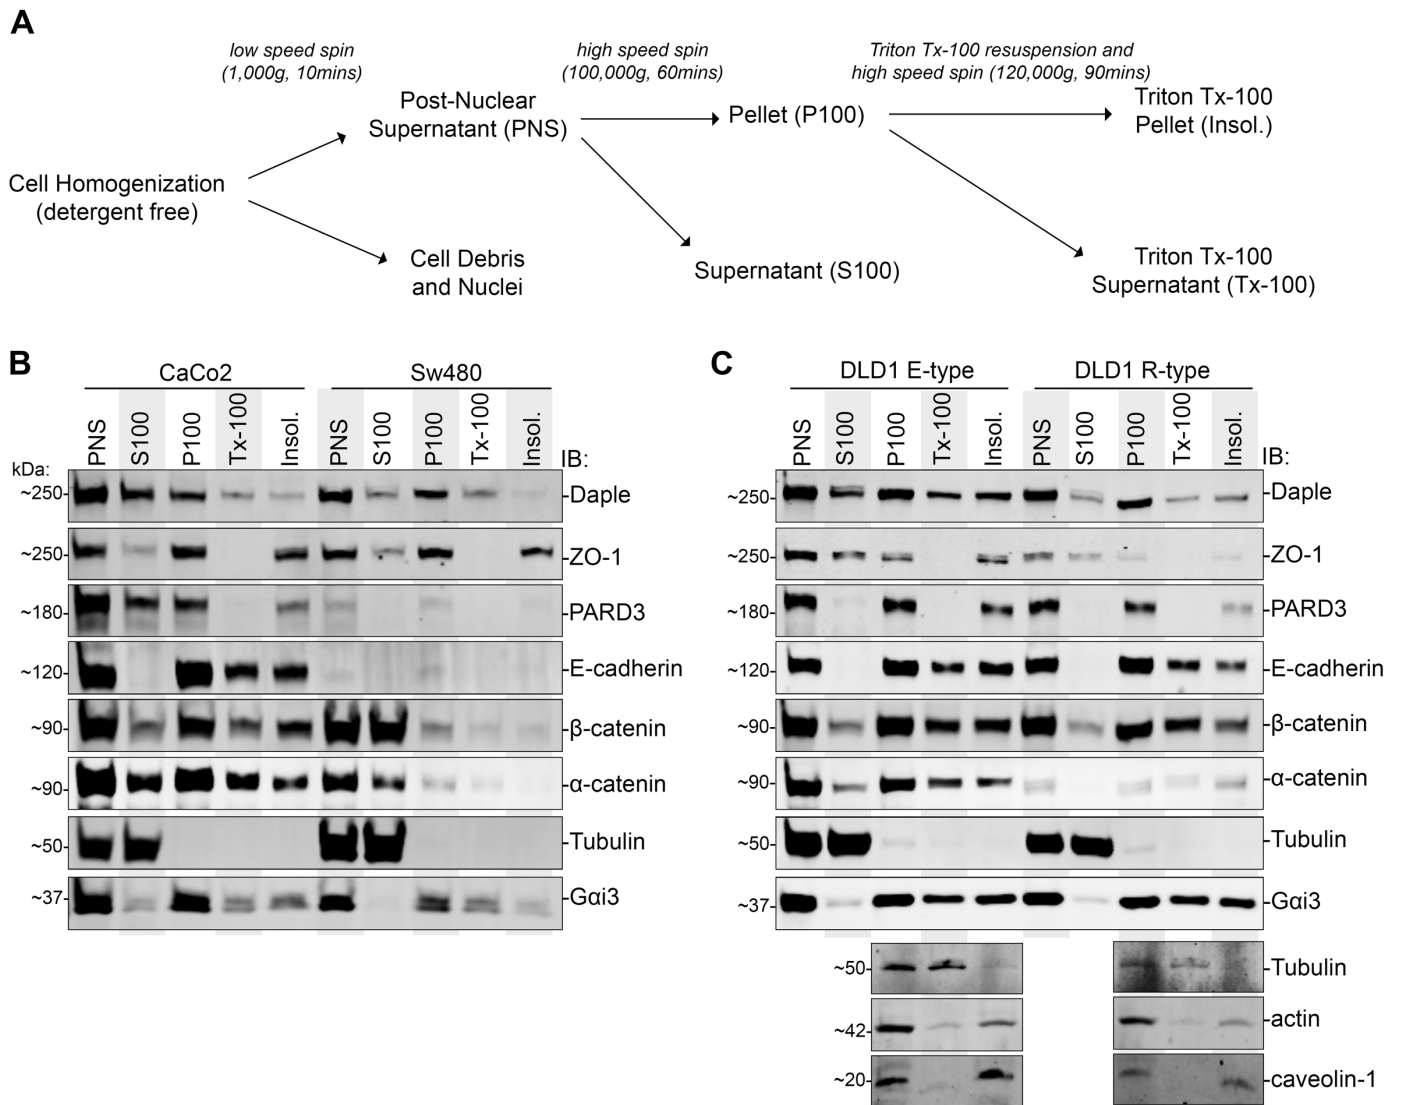 A
low speed spin
(1,000g, 10mins)
high speed spin
(100,000g, 60mins)
Triton Tx-100 resuspension and
high speed spin (120,000g, 90mins)
Post-Nuclear
Supernatant (PNS)
Pellet (P100)
Triton Tx-100
Pellet (Insol.)
Cell Homogenization
(detergent free)
Cell Debris
and Nuclei
Supernatant (S100)
Triton Tx-100
Supernatant (Tx-100)
B
CaCo2 Sw480
PNS S100 P100 Tx-100 Insol. PNS S100 P100 Tx-100 Insol.
kDa: IB:
~250 Daple
~250 ZO-1
~180 PARD3
~120 E-cadherin
~90 β-catenin
~90 α-catenin
~50 Tubulin
~37 Gαi3
C
DLD1 E-type DLD1 R-type
PNS S100 P100 Tx-100 Insol. PNS S100 P100 Tx-100 Insol.
IB:
~250 Daple
~250 ZO-1
~180 PARD3
~120 E-cadherin
~90 β-catenin
~90 α-catenin
~50 Tubulin
~37 Gαi3
~50 Tubulin
~42 actin
~20 caveolin-1